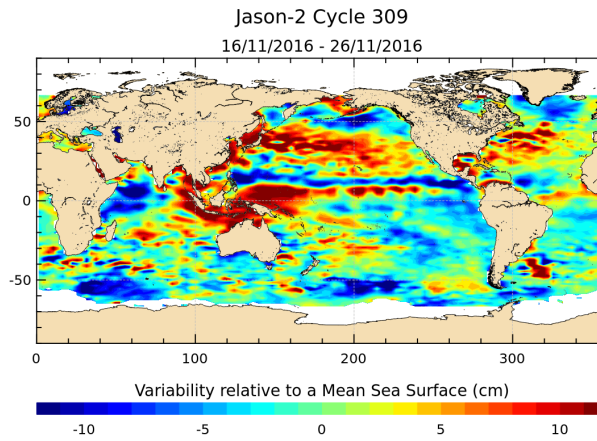 Jason-2 Cycle 309
16/11/2016 - 26/11/2016
50
0
-50
0 100 200 300
Variability relative to a Mean Sea Surface (cm)
-10 -5 0 5 10